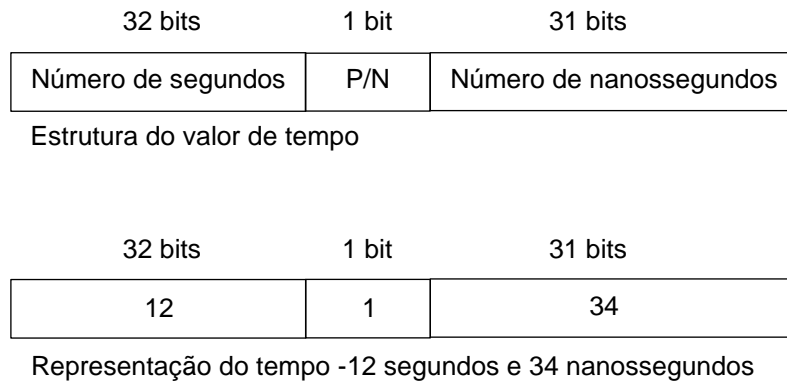 32 bits 1 bit 31 bits
Número de segundos P/N Número de nanossegundos
Estrutura do valor de tempo
32 bits 1 bit 31 bits
12 1 34
Representação do tempo -12 segundos e 34 nanossegundos